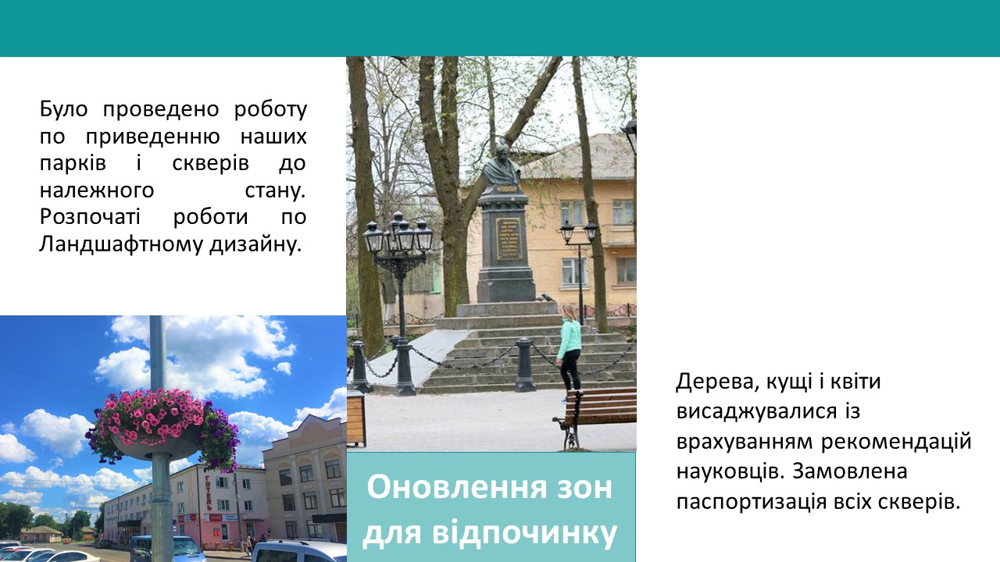 Було проведено роботу
по приведенню наших
парків і скверів до
належного стану.
Розпочаті роботи по
Ландшафтному дизайну.
ГОТЕЛЬ
Оновлення зон
для відпочинку
Дерева, кущі і квіти
висаджувалися із
врахуванням рекомендацій
науковців. Замовлена
паспортизація всіх скверів.